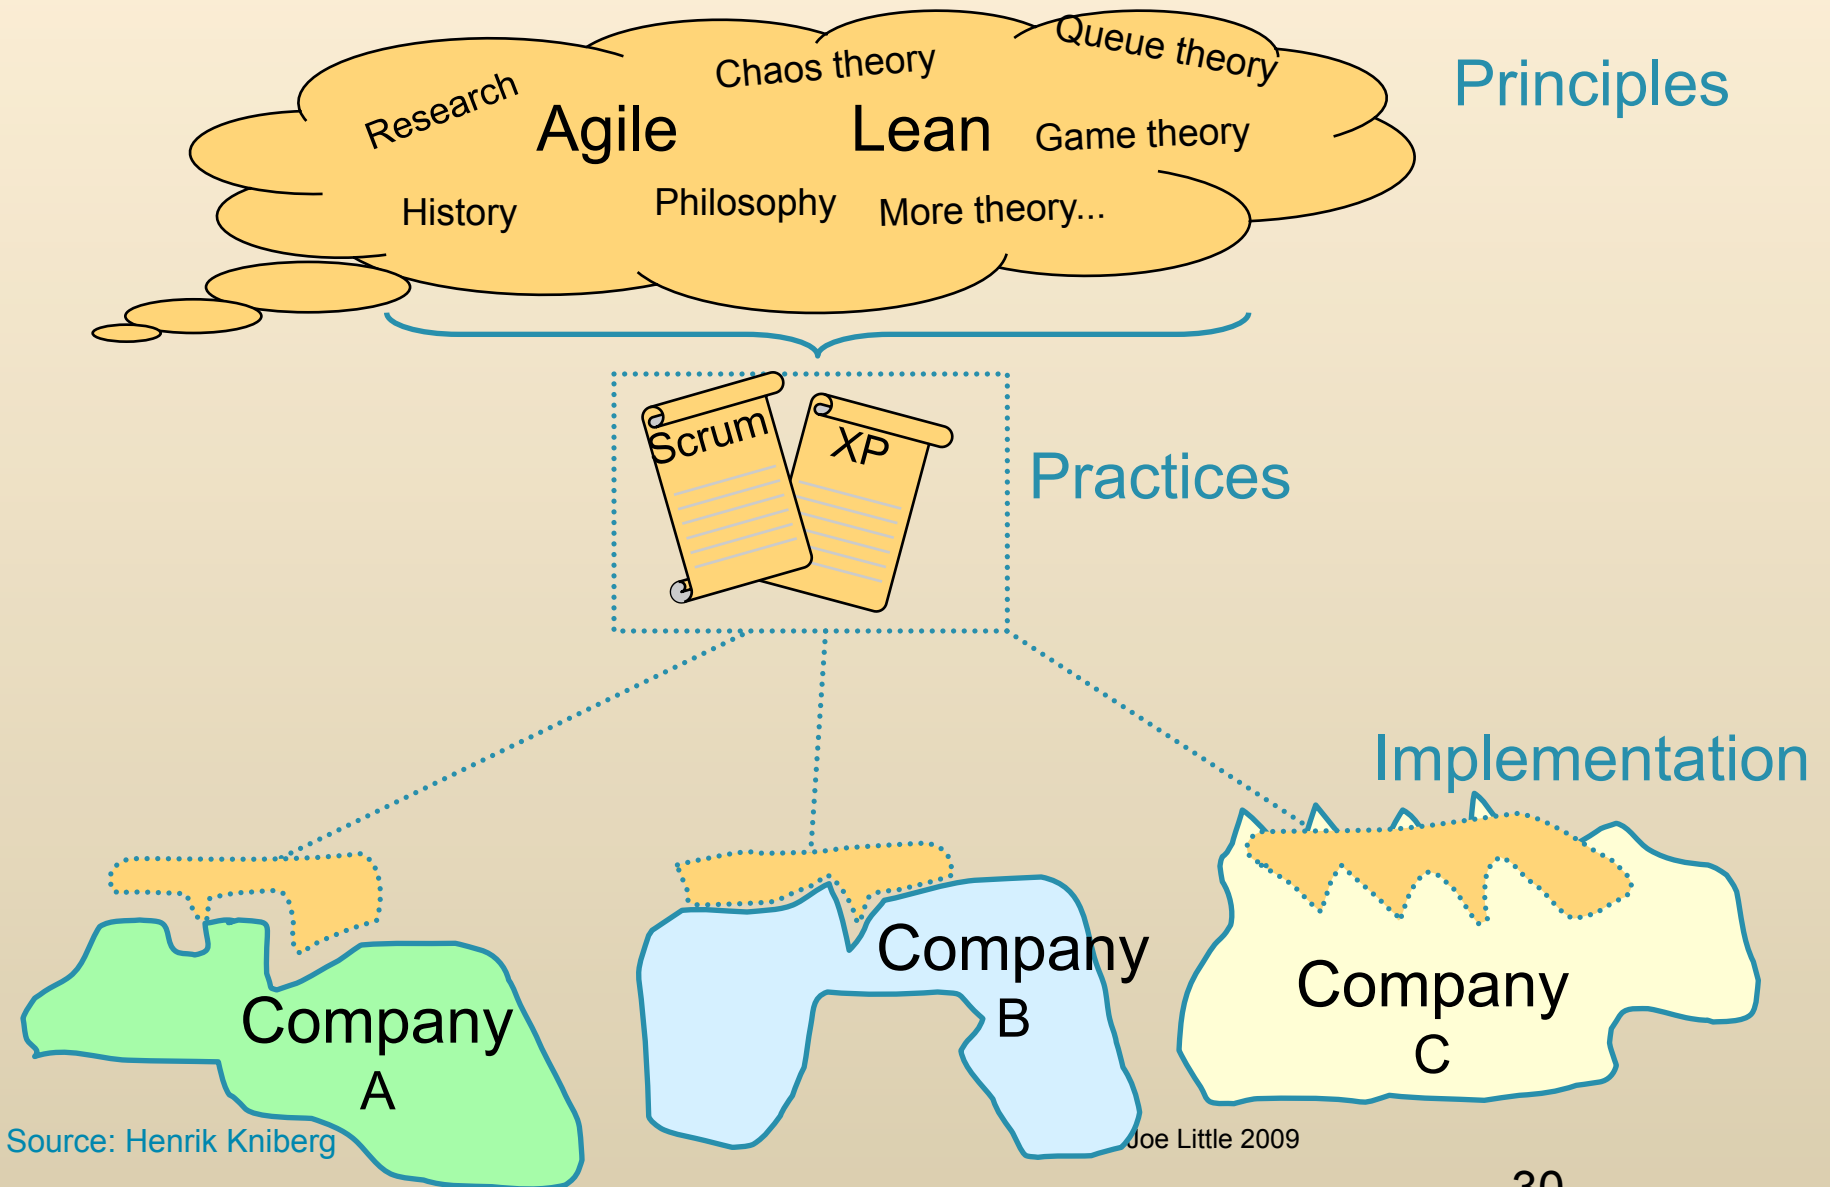 Queue theory
Chaos theory
Principles
Research
Agile
Lean
Game theory
History
Philosophy
More theory...
Scrum
XP
Practices
Implementation
Company
A
Company
B
Company
C
Source: Henrik Kniberg
Joe Little 2009
30